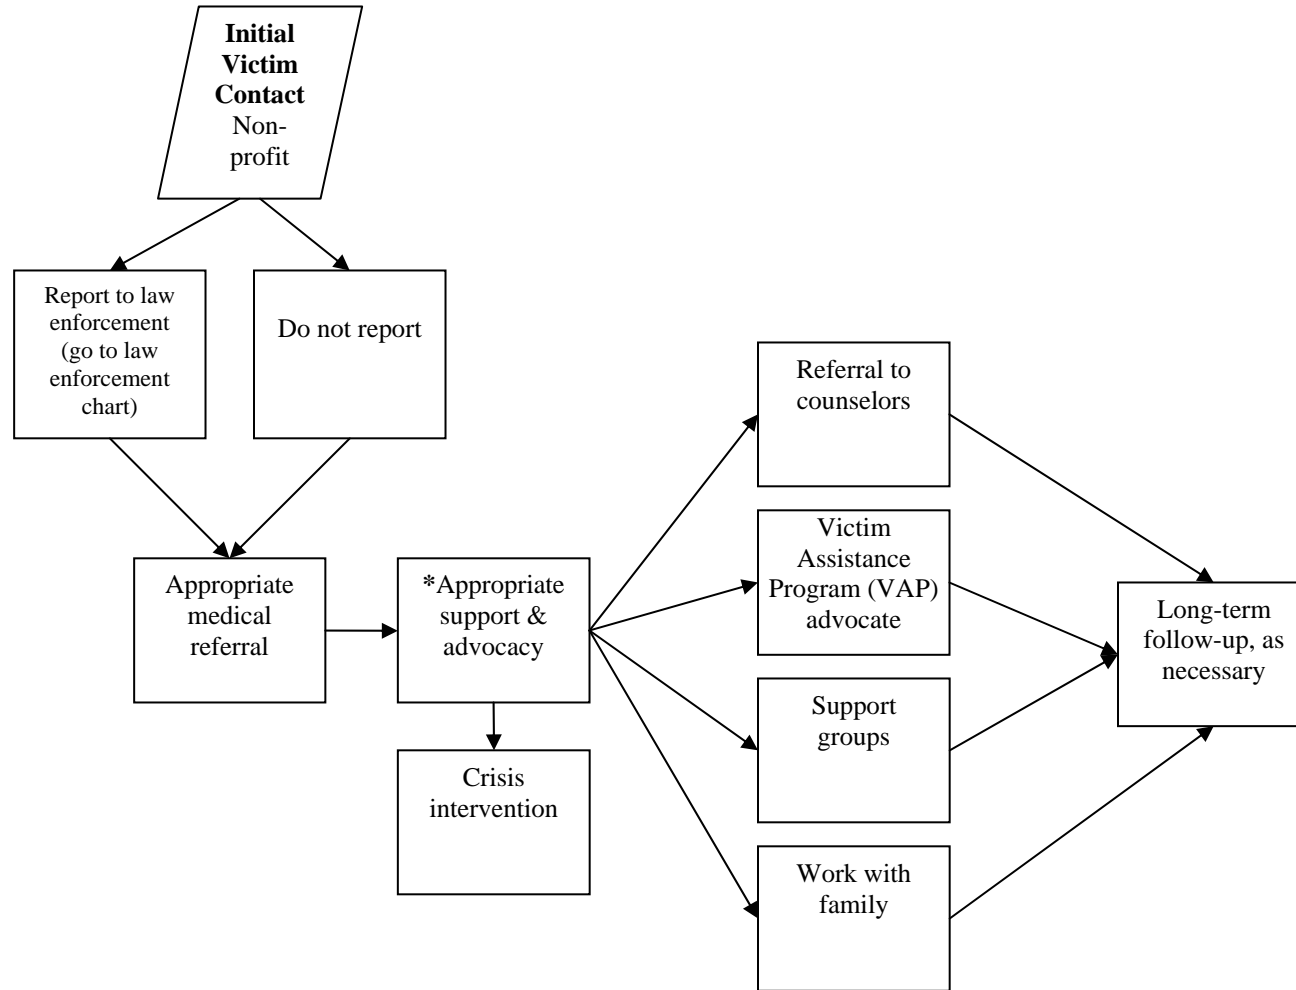 Initial
Victim
Contact
Non-
profit
Report to law
enforcement
(go to law
enforcement
chart)
Do not report
Appropriate
medical
referral
*Appropriate
support &
advocacy
Crisis
intervention
Referral to
counselors
Victim
Assistance
Program (VAP)
advocate
Support
groups
Work with
family
Long-term
follow-up, as
necessary